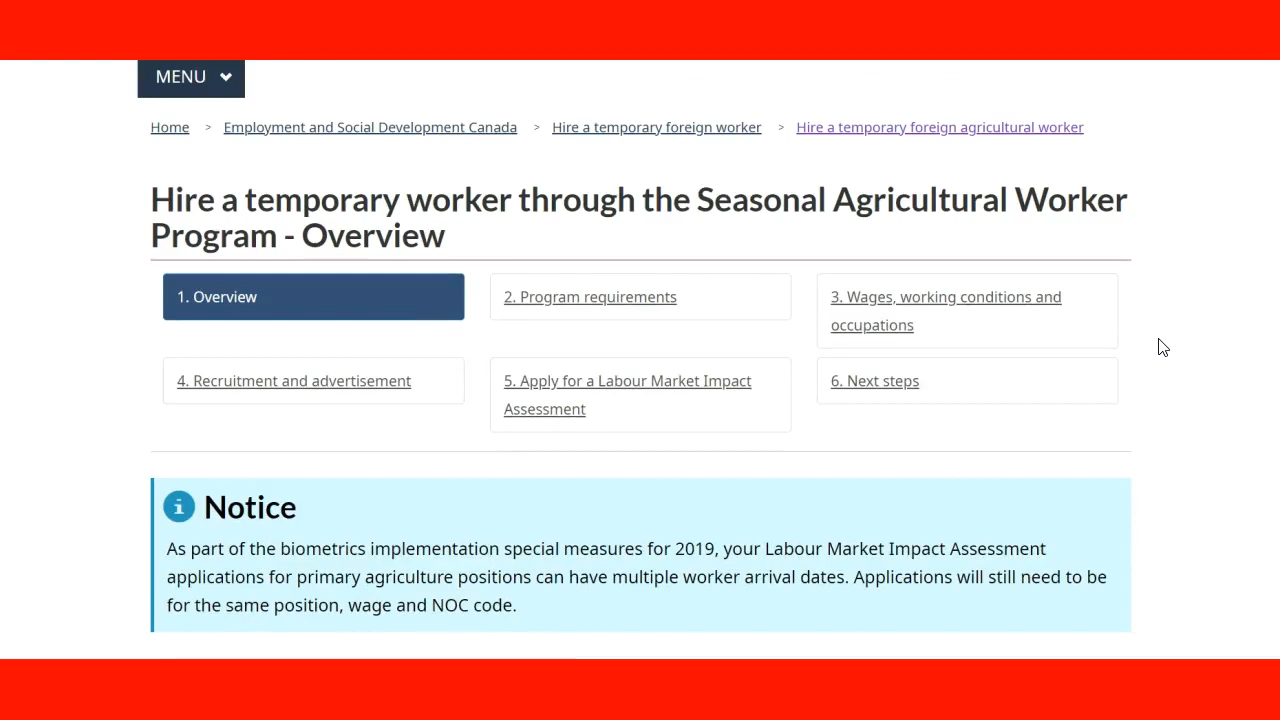 MENU
Home > Employment and Social Development Canada > Hire a temporary foreign worker > Hire a temporary foreign agricultural worker
Hire a temporary worker through the Seasonal Agricultural Worker
Program - Overview
1. Overview
2. Program requirements
3. Wages, working conditions and
occupations
4. Recruitment and advertisement
5. Apply for a Labour Market Impact
Assessment
6. Next steps
Notice
As part of the biometrics implementation special measures for 2019, your Labour Market Impact Assessment
applications for primary agriculture positions can have multiple worker arrival dates. Applications will still need to be
for the same position, wage and NOC code.